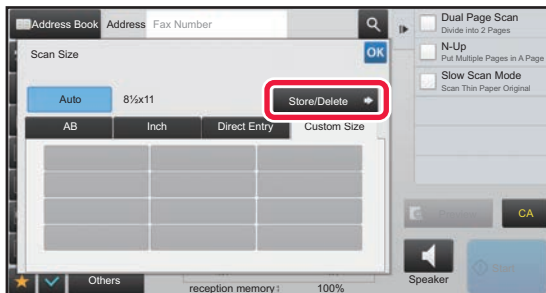 Address Book Address Fax Number
Scan Size
OK
Auto 8½x11 Store/Delete
AB Inch Direct Entry Custom Size
Others
reception memory: 100%
Dual Page Scan
Divide into 2 Pages
N-Up
Put Multiple Pages in A Page
Slow Scan Mode
Scan Thin Paper Original
Preview CA
Speaker Start